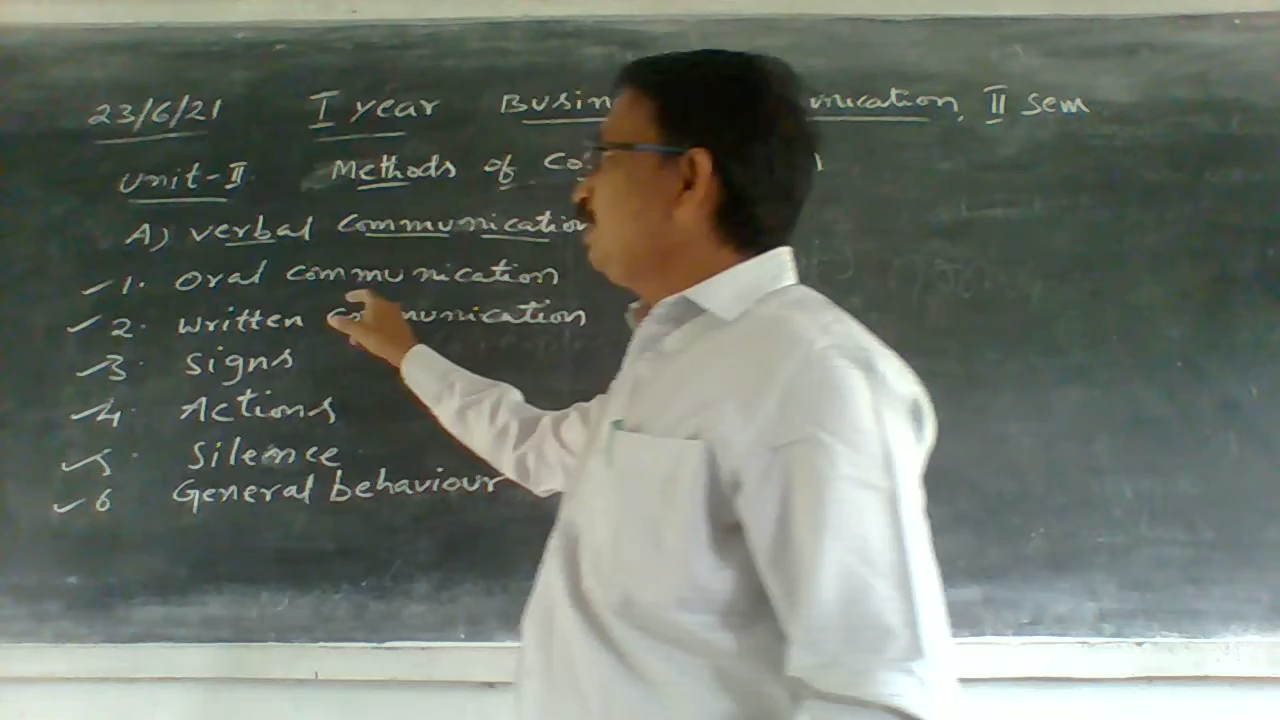 23/6/21 I year Busin unication, II sem
Unit-II Methods of Co
A) verbal communication
1. Oral communication
2. written communication
3. Signs
4. Actions
5. Silence
6 General behaviour